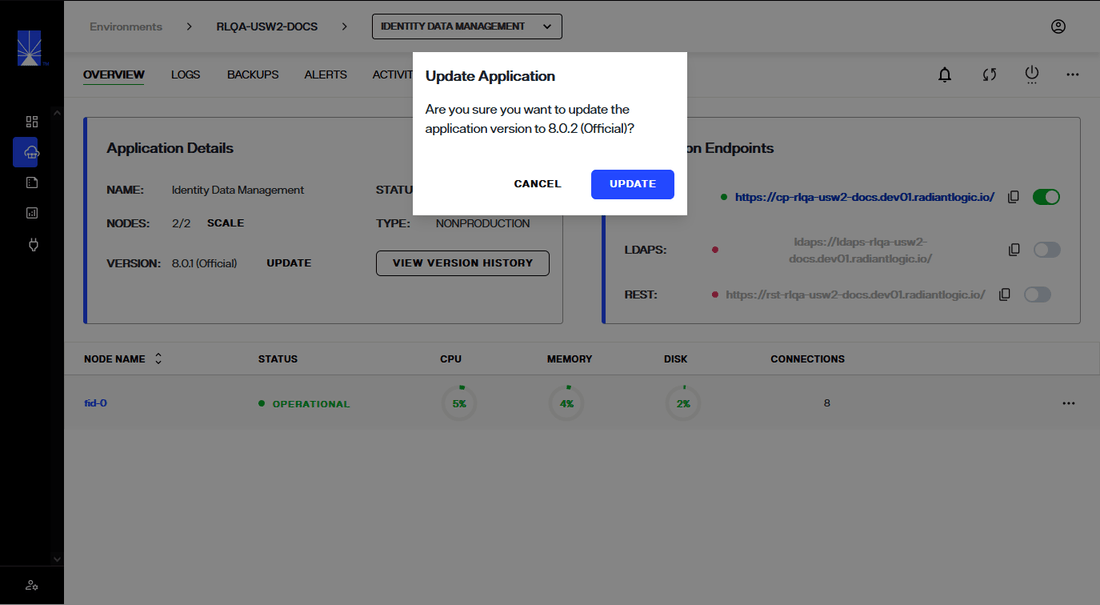 Environments > RLQA-USW2-DOCS > IDENTITY DATA MANAGEMENT
OVERVIEW LOGS BACKUPS ALERTS ACTIVIT
Update Application
Are you sure you want to update the
application version to 8.0.2 (Official)?
CANCEL UPDATE
Application Details
NAME: Identity Data Management STATU
NODES: 2/2 SCALE TYPE: NONPRODUCTION
VERSION: 8.0.1 (Official) UPDATE VIEW VERSION HISTORY
on Endpoints
https://cp-rlqa-usw2-docs.dev01.radiantlogic.io/
LDAPS: ldaps://ldaps-rlqa-usw2-
docs.dev01.radiantlogic.io/
REST: https://rst-rlqa-usw2-docs.dev01.radiantlogic.io/
NODE NAME STATUS CPU MEMORY DISK CONNECTIONS
fid-0 OPERATIONAL 5% 4% 2% 8